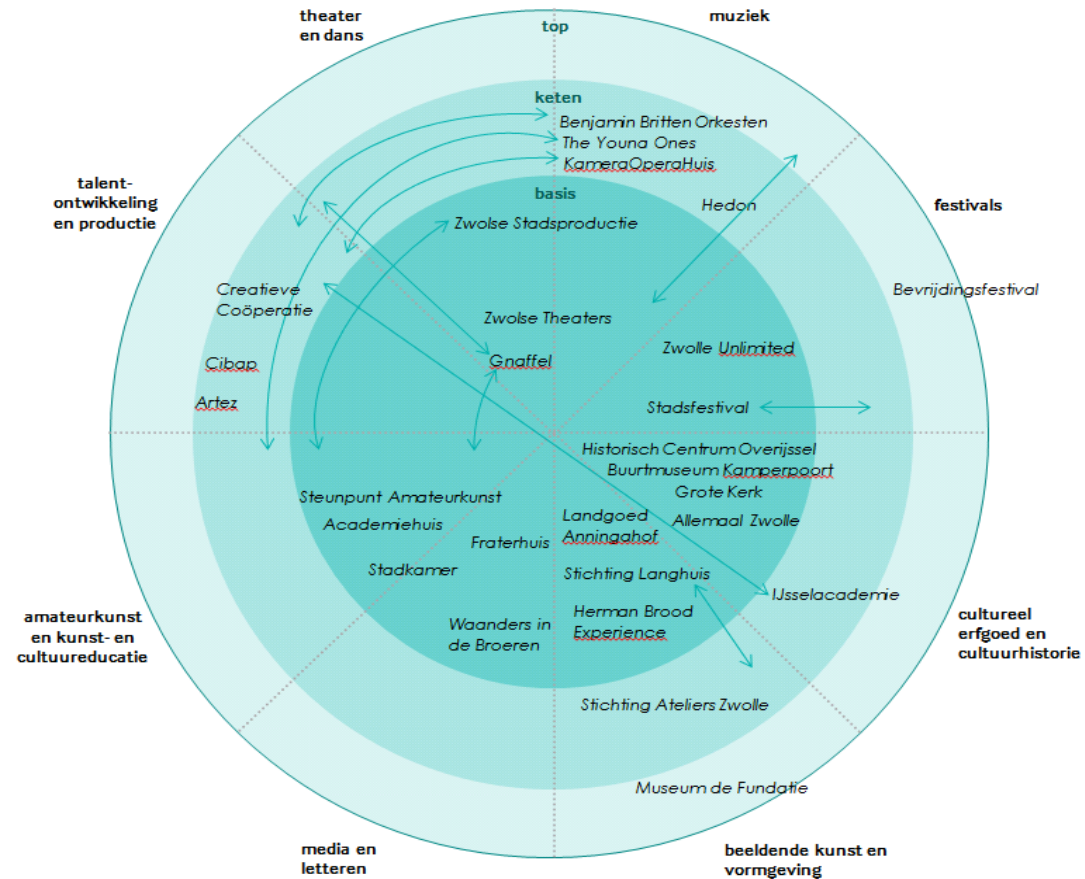 theater
en dans
muziek
top
keten
Benjamin Britten Orkesten
The Youna Ones
KameraOperaHuis
talent-
ontwikkeling
en productie
basis
Hedon
festivals
Zwolse Stadsproductie
Creatieve
Coöperatie
Bevrijdingsfestival
Zwolse Theaters
Zwolle Unlimited
Gnaffel
Cibap
Artez
Stadsfestival
Historisch Centrum Overijssel
Buurtmuseum Kamperpoort
Grote Kerk
Steunpunt Amateurkunst
Academiehuis
Landgoed
Anningahof
Allemaal Zwolle
Fraterhuis
Stadkamer
Stichting Langhuis
IJsselacademie
amateurkunst
en kunst- en
cultuureducatie
Waanders in
de Broeren
Herman Brood
Experience
cultureel
erfgoed en
cultuurhistorie
Stichting Ateliers Zwolle
Museum de Fundatie
media en
letteren
beeldende kunst en
vormgeving